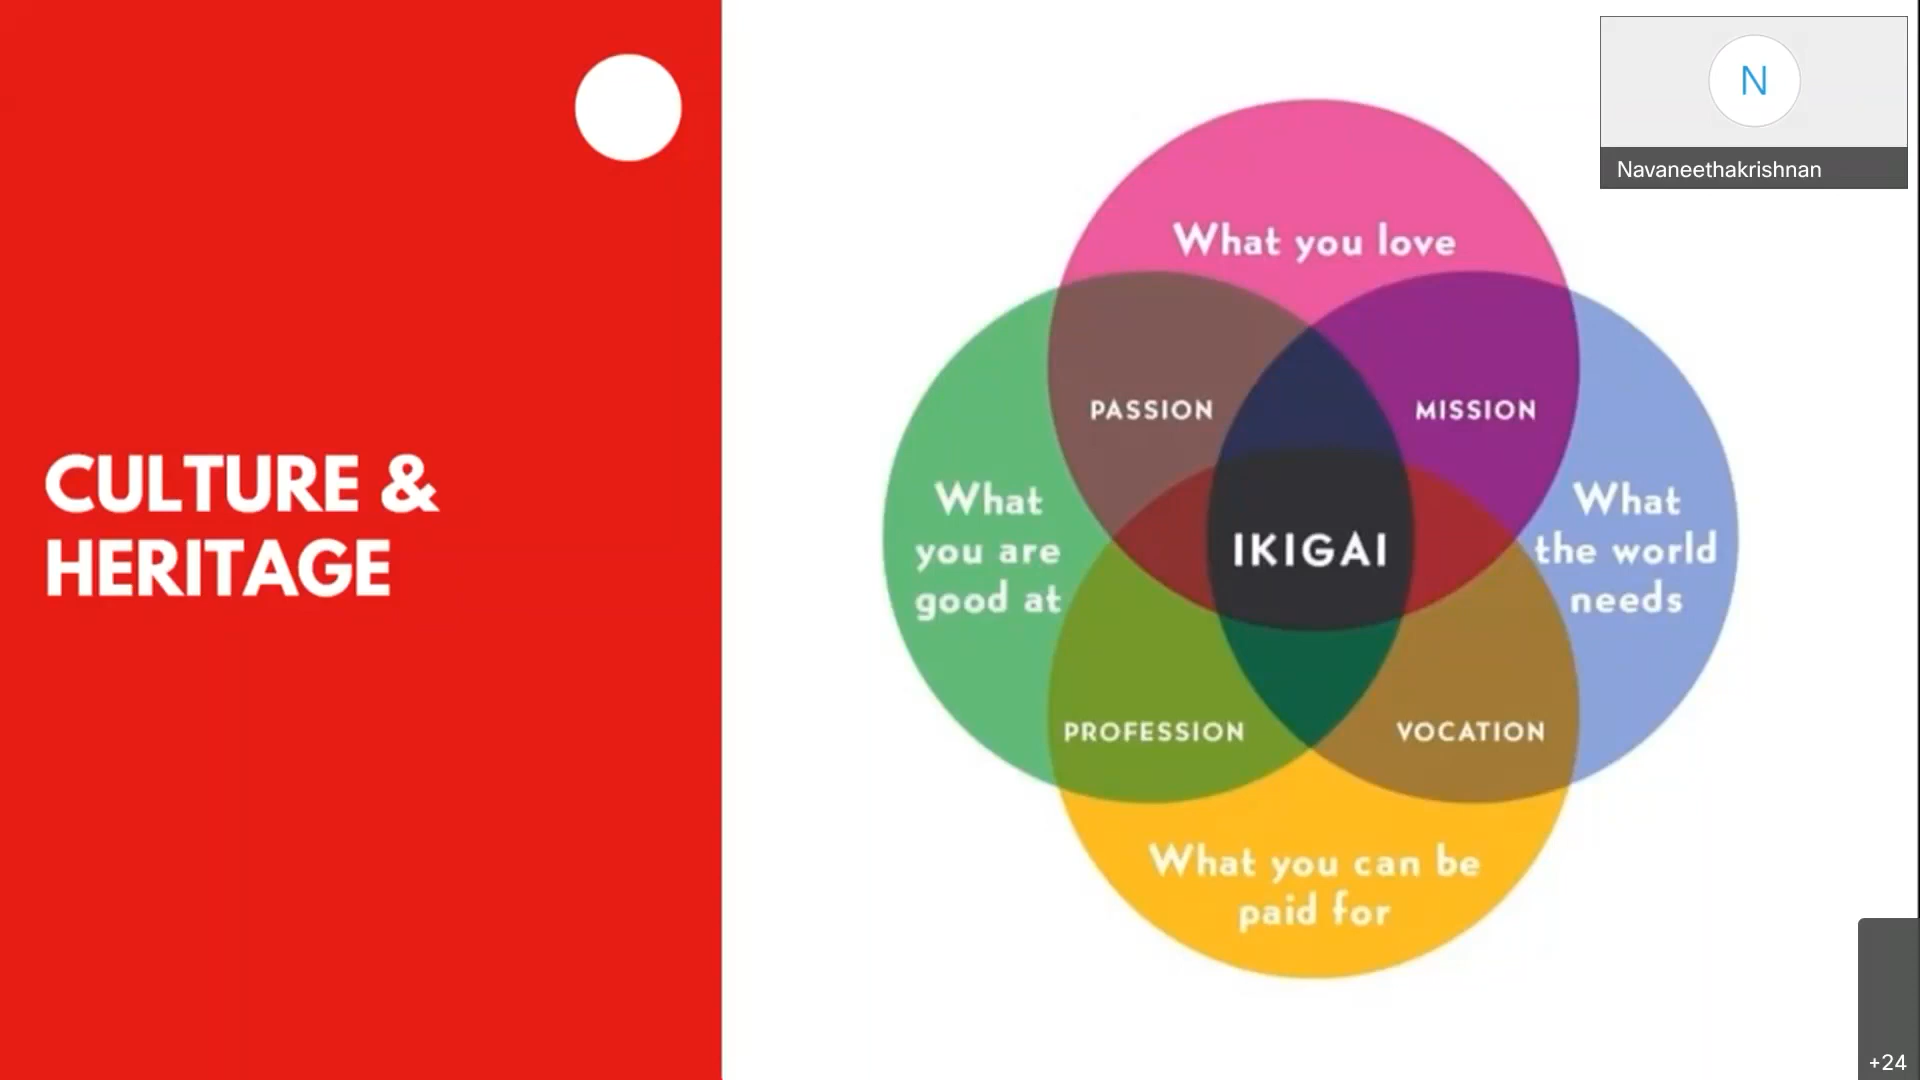 CULTURE &
HERITAGE
What you love
PASSION
MISSION
What
you are
good at
IKIGAI
What
the world
needs
PROFESSION
VOCATION
What you can be
paid for
N
Navaneethakrishnan
+24